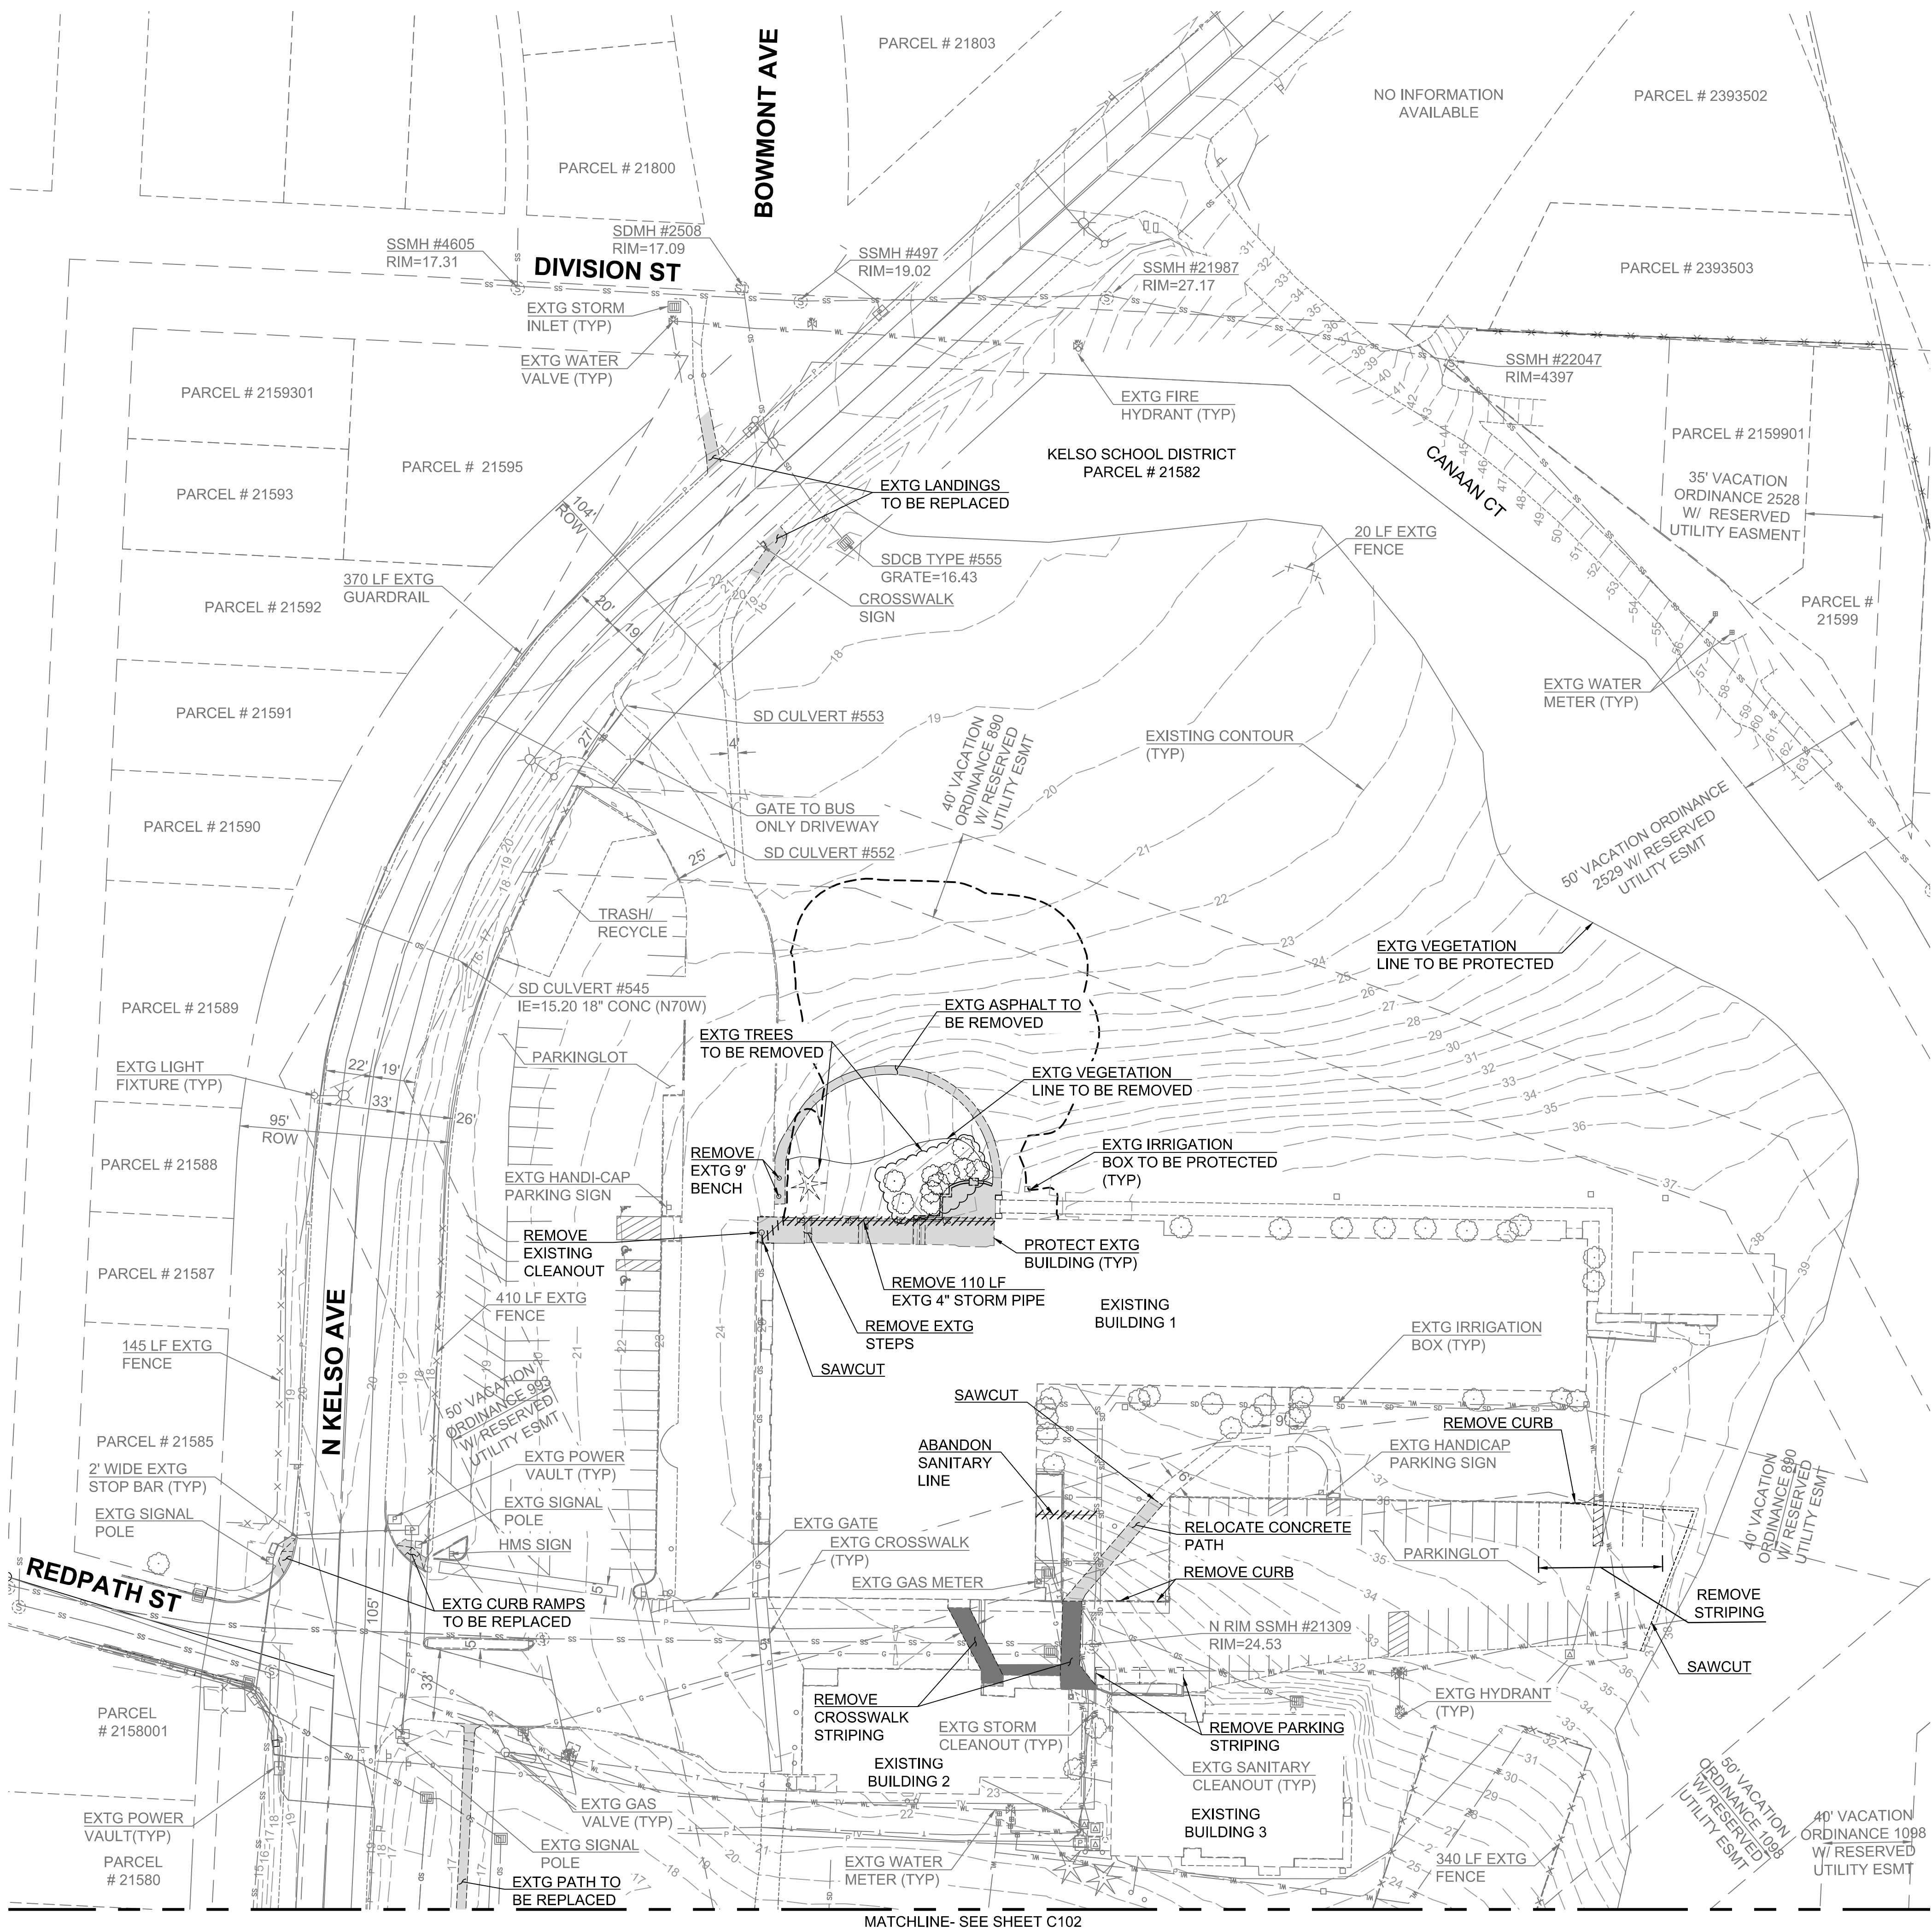 BOWMONT AVE
PARCEL # 21803
NO INFORMATION
AVAILABLE
PARCEL # 2393502
PARCEL # 21800
SSMH #4605
RIM=17.31
SDMH #2508
RIM=17.09
DIVISION ST
SSMH #497
RIM=19.02
SSMH #21987
RIM=27.17
PARCEL # 2393503
EXTG STORM
INLET (TYP)
EXTG WATER
VALVE (TYP)
SSMH #22047
RIM=4397
EXTG FIRE
HYDRANT (TYP)
PARCEL # 2159301
PARCEL # 21595
PARCEL # 21593
KELSO SCHOOL DISTRICT
PARCEL # 21582
CANAAN CT
PARCEL # 2159901
35' VACATION
ORDINANCE 2528
W/ RESERVED
UTILITY EASMENT
EXTG LANDINGS
TO BE REPLACED
104'
ROW
20 LF EXTG
FENCE
SDCB TYPE #555
GRATE=16.43
CROSSWALK
SIGN
370 LF EXTG
GUARDRAIL
PARCEL # 21592
20'
19'
PARCEL #
21599
PARCEL # 21591
SD CULVERT #553
EXTG WATER
METER (TYP)
27'
4'
EXISTING CONTOUR
(TYP)
40' VACATION
ORDINANCE 890
W/ RESERVED
UTILITY ESMT
GATE TO BUS
ONLY DRIVEWAY
PARCEL # 21590
SD CULVERT #552
25'
50' VACATION ORDINANCE
2529 W/ RESERVED
UTILITY ESMT
TRASH/
RECYCLE
EXTG VEGETATION
LINE TO BE PROTECTED
SD CULVERT #545
IE=15.20 18" CONC (N70W)
PARCEL # 21589
EXTG ASPHALT TO
BE REMOVED
EXTG TREES
TO BE REMOVED
PARKINGLOT
EXTG LIGHT
FIXTURE (TYP)
22'
19'
33'
26'
95'
ROW
EXTG VEGETATION
LINE TO BE REMOVED
PARCEL # 21588
EXTG HANDI-CAP
PARKING SIGN
REMOVE
EXTG 9'
BENCH
EXTG IRRIGATION
BOX TO BE PROTECTED
(TYP)
REMOVE
EXISTING
CLEANOUT
PROTECT EXTG
BUILDING (TYP)
PARCEL # 21587
410 LF EXTG
FENCE
REMOVE 110 LF
EXTG 4" STORM PIPE
EXISTING
BUILDING 1
REMOVE EXTG
STEPS
SAWCUT
145 LF EXTG
FENCE
N KELSO AVE
50' VACATION
ORDINANCE 993
W/ RESERVED
UTILITY ESMT
EXTG IRRIGATION
BOX (TYP)
SAWCUT
9'
REMOVE CURB
PARCEL # 21585
2' WIDE EXTG
STOP BAR (TYP)
EXTG POWER
VAULT (TYP)
ABANDON
SANITARY
LINE
EXTG HANDICAP
PARKING SIGN
6'
40' VACATION
ORDINANCE 890
W/ RESERVED
UTILITY ESMT
EXTG SIGNAL
POLE
EXTG SIGNAL
POLE
HMS SIGN
EXTG GATE
EXTG CROSSWALK
(TYP)
RELOCATE CONCRETE
PATH
PARKINGLOT
EXTG GAS METER
REMOVE CURB
REMOVE
STRIPING
REDPATH ST
EXTG CURB RAMPS
TO BE REPLACED
105'
5'
5'
33'
N RIM SSMH #21309
RIM=24.53
SAWCUT
PARCEL
# 2158001
REMOVE
CROSSWALK
STRIPING
EXTG STORM
CLEANOUT (TYP)
REMOVE PARKING
STRIPING
EXTG HYDRANT
(TYP)
EXISTING
BUILDING 2
EXTG SANITARY
CLEANOUT (TYP)
EXTG POWER
VAULT(TYP)
EXTG GAS
VALVE (TYP)
EXISTING
BUILDING 3
50' VACATION
ORDINANCE 1098
W/ RESERVED
UTILITY ESMT
40' VACATION
ORDINANCE 1098
W/ RESERVED
UTILITY ESMT
PARCEL
# 21580
EXTG SIGNAL
POLE
EXTG WATER
METER (TYP)
340 LF EXTG
FENCE
EXTG PATH TO
BE REPLACED
MATCHLINE- SEE SHEET C102